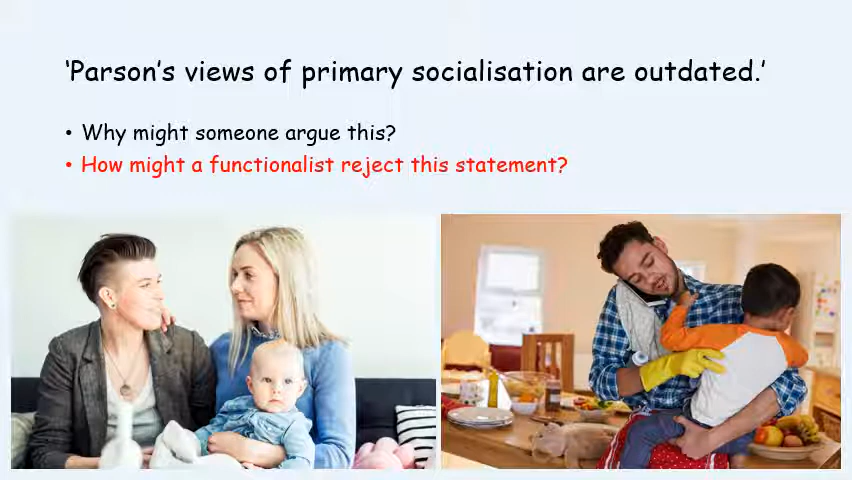 ‘Parson’s views of primary socialisation are outdated.’
• Why might someone argue this?
• How might a functionalist reject this statement?